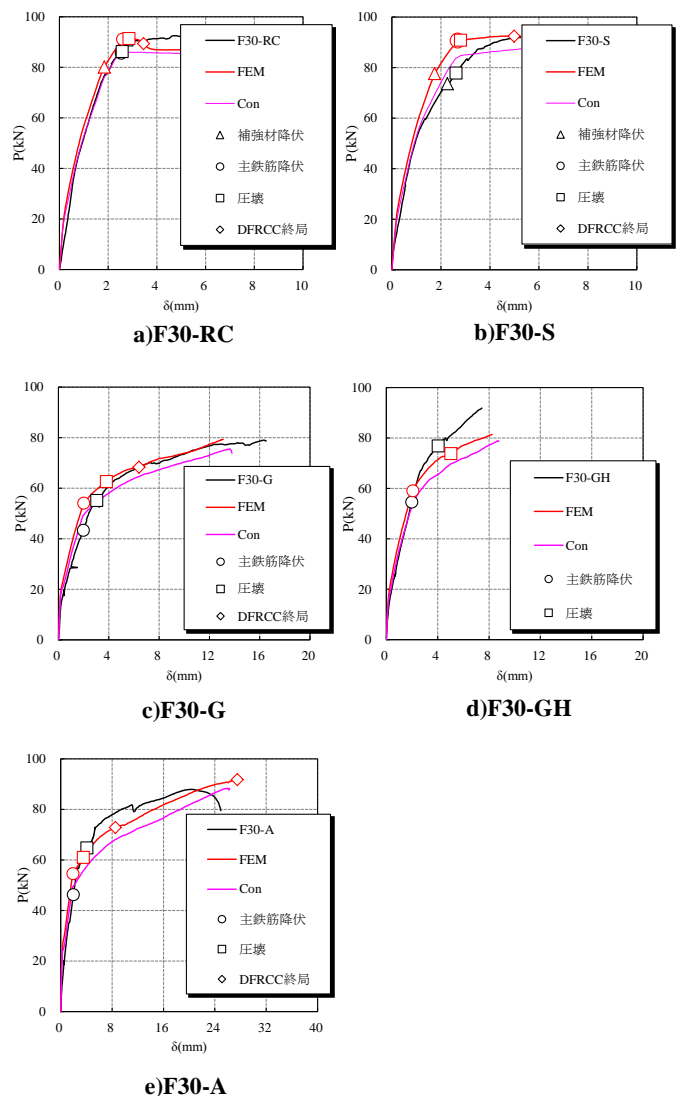 P(kN)
100
80
60
40
20
0
0 2 4 6 8 10
δ(mm)
F30-RC
FEM
Con
補強材降伏
主鉄筋降伏
圧壊
DFRCC終局
a)F30-RC
P(kN)
100
80
60
40
20
0
0 2 4 6 8 10
δ(mm)
F30-S
FEM
Con
補強材降伏
主鉄筋降伏
圧壊
DFRCC終局
b)F30-S
P(kN)
100
80
60
40
20
0
0 4 8 12 16 20
δ(mm)
F30-G
FEM
Con
主鉄筋降伏
圧壊
DFRCC終局
c)F30-G
P(kN)
100
80
60
40
20
0
0 4 8 12 16 20
δ(mm)
F30-GH
FEM
Con
主鉄筋降伏
圧壊
d)F30-GH
P(kN)
100
80
60
40
20
0
0 8 16 24 32 40
δ(mm)
F30-A
FEM
Con
主鉄筋降伏
圧壊
DFRCC終局
e)F30-A